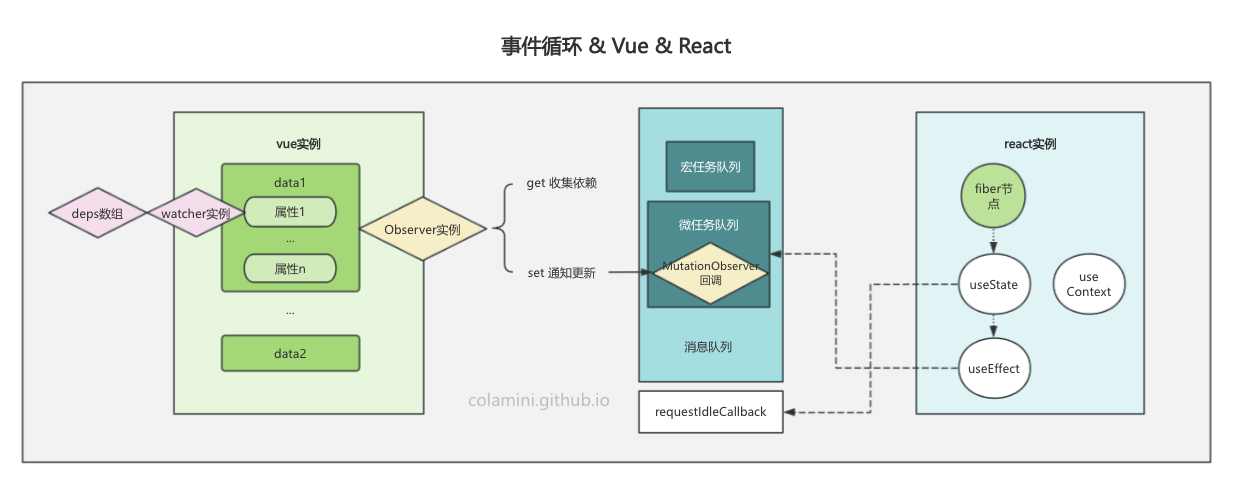 事件循环 & Vue & React
vue实例
data1
deps数组
watcher实例
属性1
...
属性n
...
data2
Observer实例
get 收集依赖
set 通知更新
宏任务队列
微任务队列
MutationObserver
回调
消息队列
requestIdleCallback
colamini.github.io
react实例
fiber节
点
useState
use
Context
useEffect